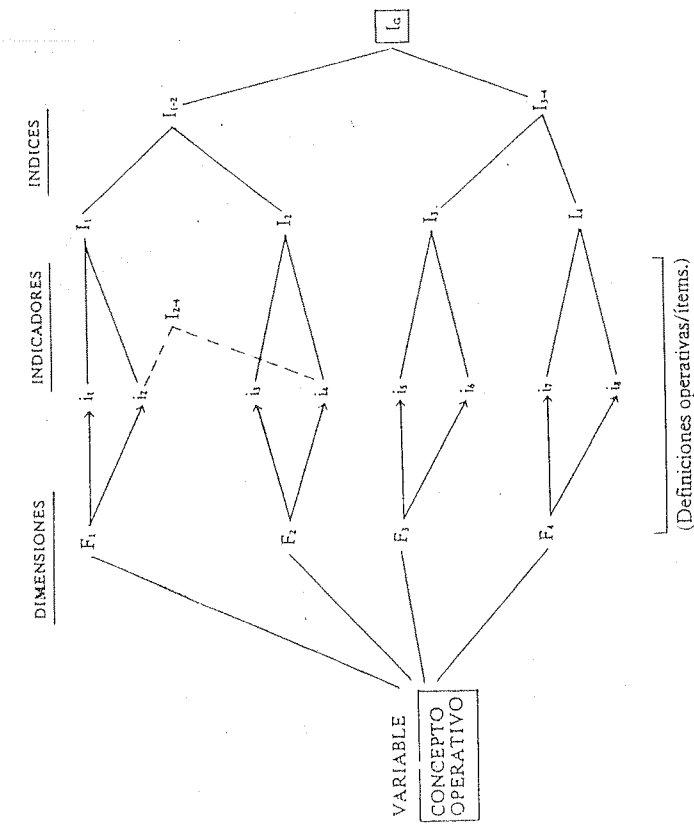 DIMENSIONES
INDICADORES
INDICES
VARIABLE
CONCEPTO
OPERATIVO
F₁
F₂
F₃
F₄
i₁
i₂
i₃
i₄
i₅
i₆
i₇
i₈
I₂₋₄
I₁
I₂
I₃
I₄
I₁₋₂
I₃₋₄
I_G
(Definiciones operativas/ítems.)